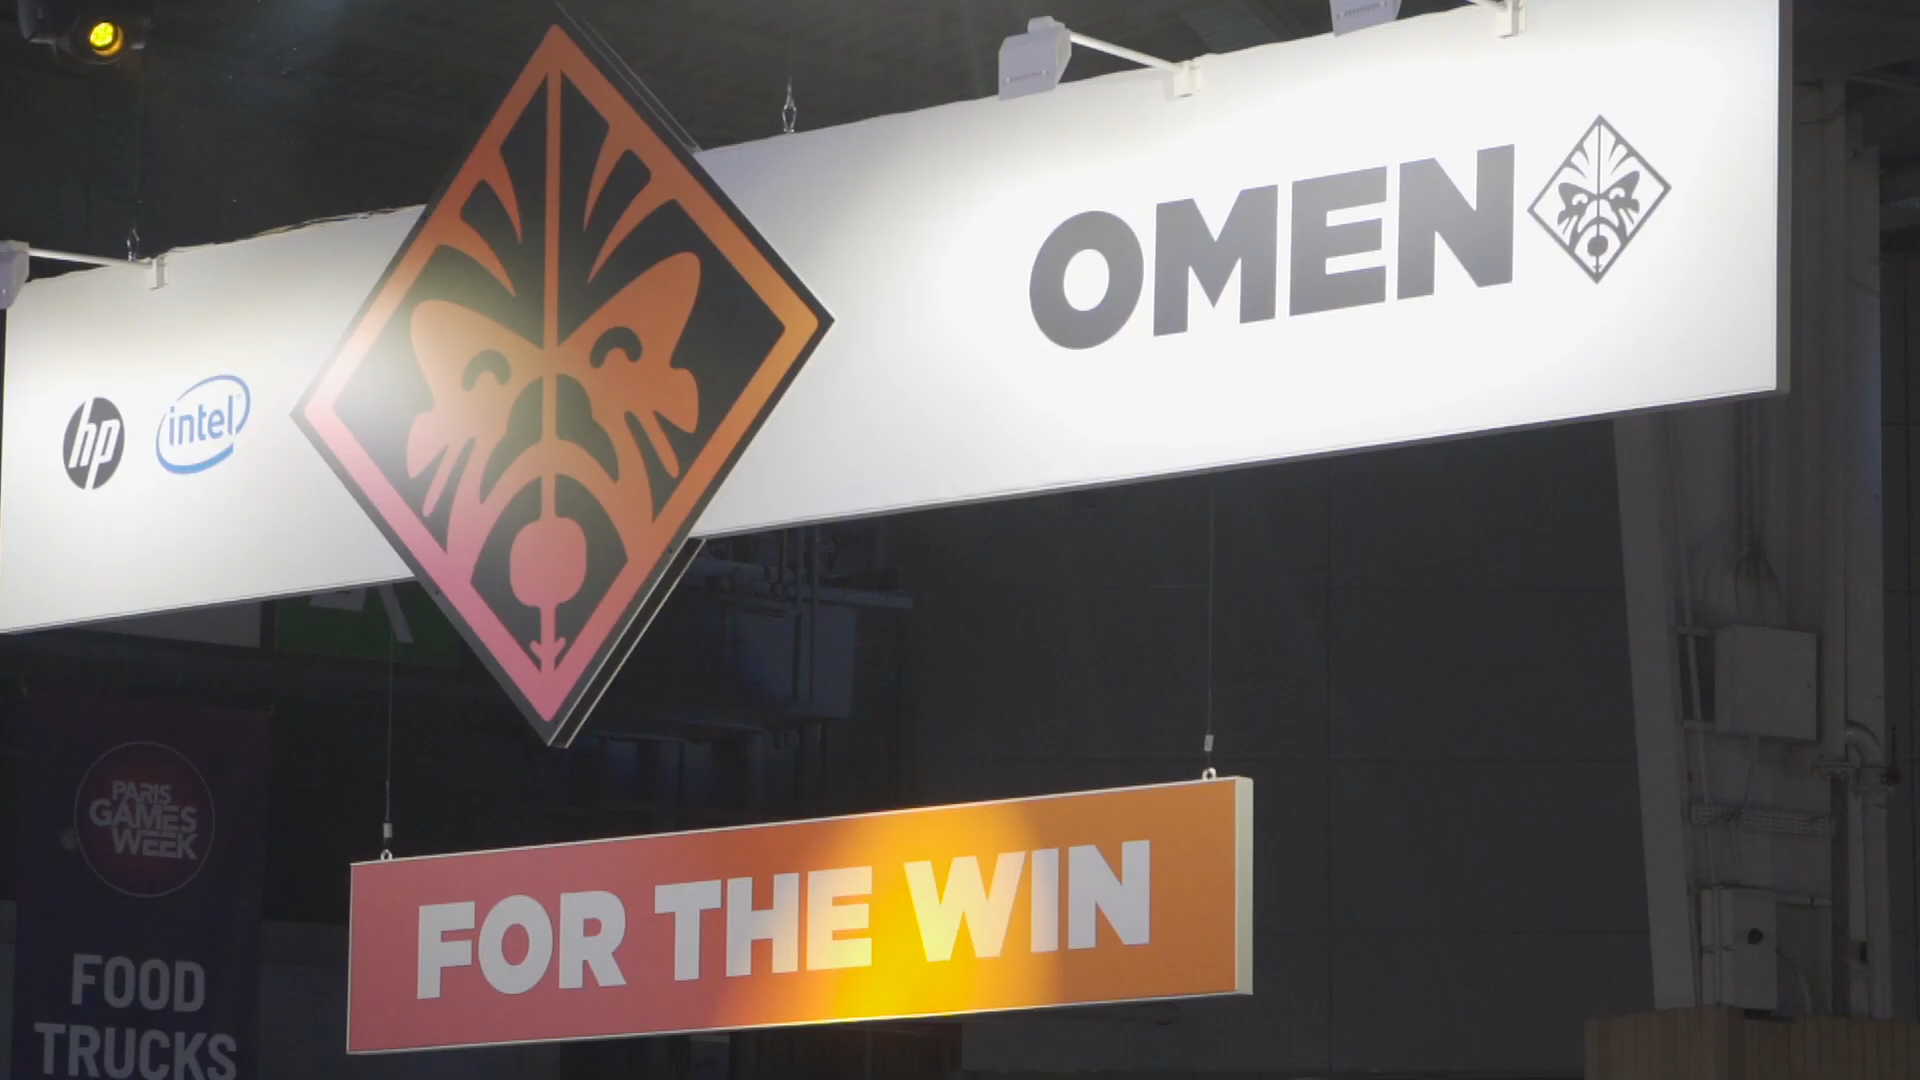 OMEN
hp
intel
FOR THE WIN
PARIS
GAMES
WEEK
FOOD
TRUCKS